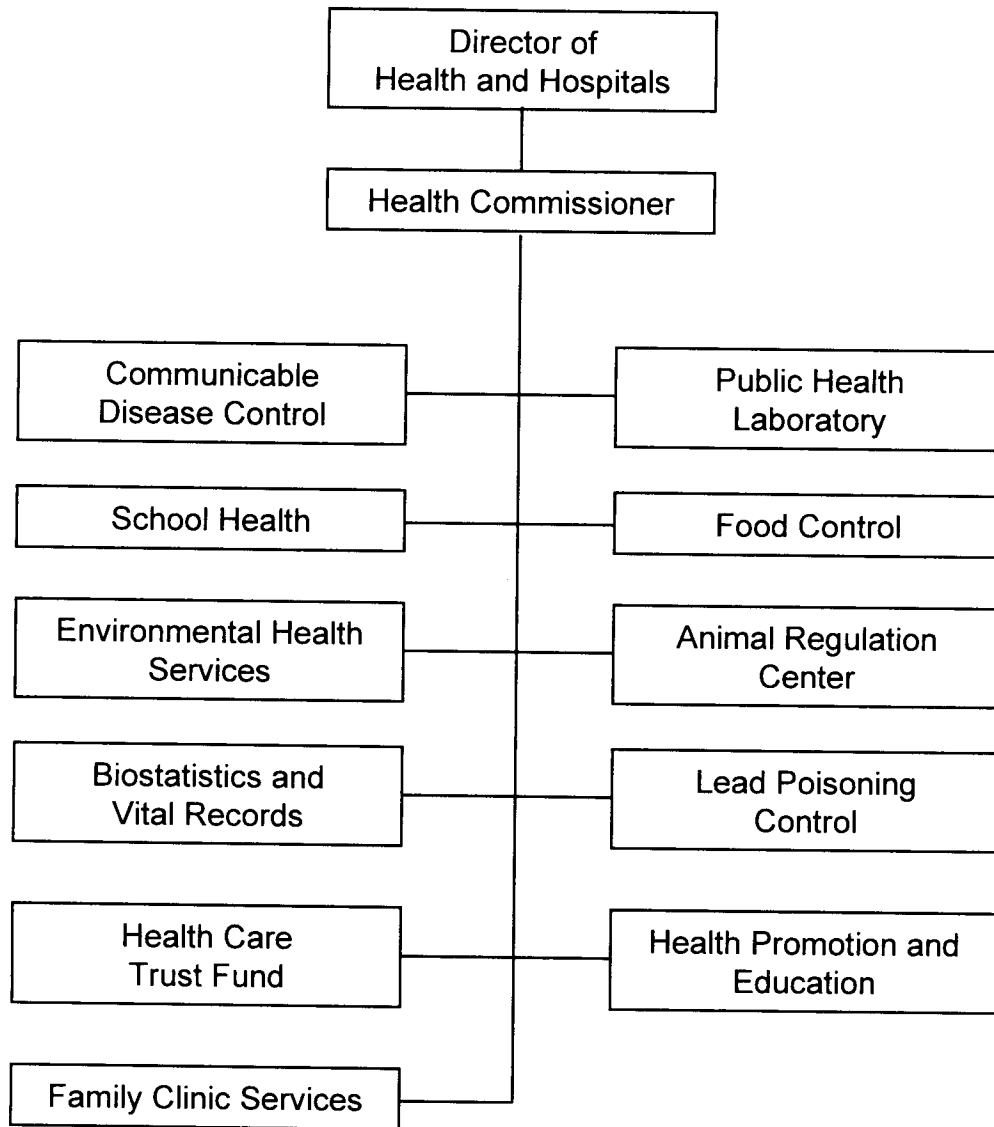 Director of
Health and Hospitals
Health Commissioner
Communicable
Disease Control
Public Health
Laboratory
School Health
Food Control
Environmental Health
Services
Animal Regulation
Center
Biostatistics and
Vital Records
Lead Poisoning
Control
Health Care
Trust Fund
Health Promotion and
Education
Family Clinic Services